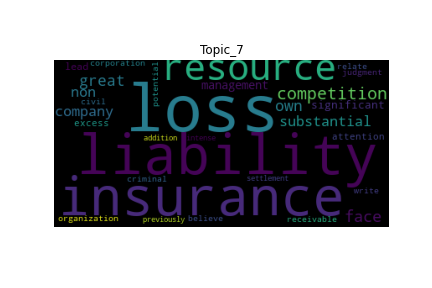 Topic_7
lead corporation resource relate
great potential management judgment
non loss competition
civil own significant
company substantial
excess
addition attention
liability
criminal settlement
insurance write
face
organization previously believe receivable